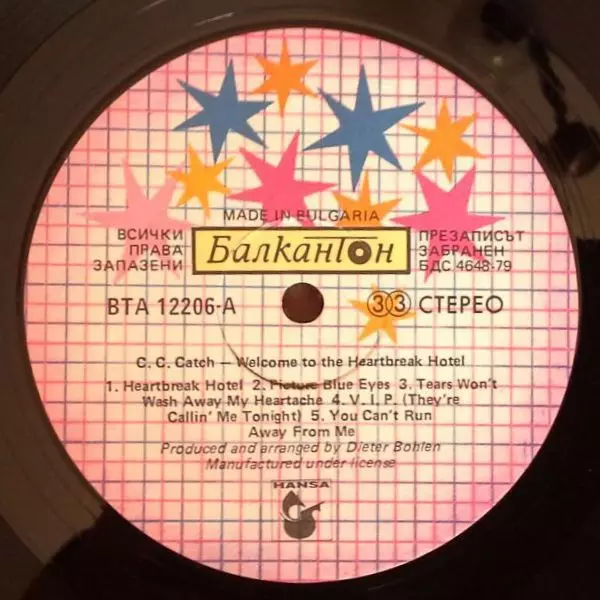 MADE IN BULGARIA
ВСИЧКИ
ПРАВА
ЗАПАЗЕНИ
Балкантон
ПРЕЗАПИСЪТ
ЗАБРАНЕН
БДС 4648-79
ВТА 12206-А
33 СТЕРЕО
C. C. Catch — Welcome to the Heartbreak Hotel
1. Heartbreak Hotel 2. Picture Blue Eyes 3. Tears Won't
Wash Away My Heartache 4. V. I. P. (They're
Callin' Me Tonight) 5. You Can't Run
Away From Me
Produced and arranged by Dieter Bohlen
Manufactured under license
HANSA